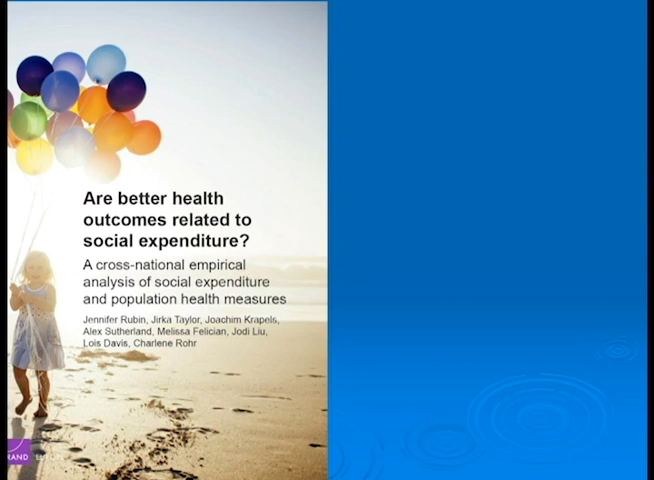 Are better health
outcomes related to
social expenditure?
A cross-national empirical
analysis of social expenditure
and population health measures
Jennifer Rubin, Jirka Taylor, Joachim Krapels,
Alex Sutherland, Melissa Felician, Jodi Liu,
Lois Davis, Charlene Rohr
RAND